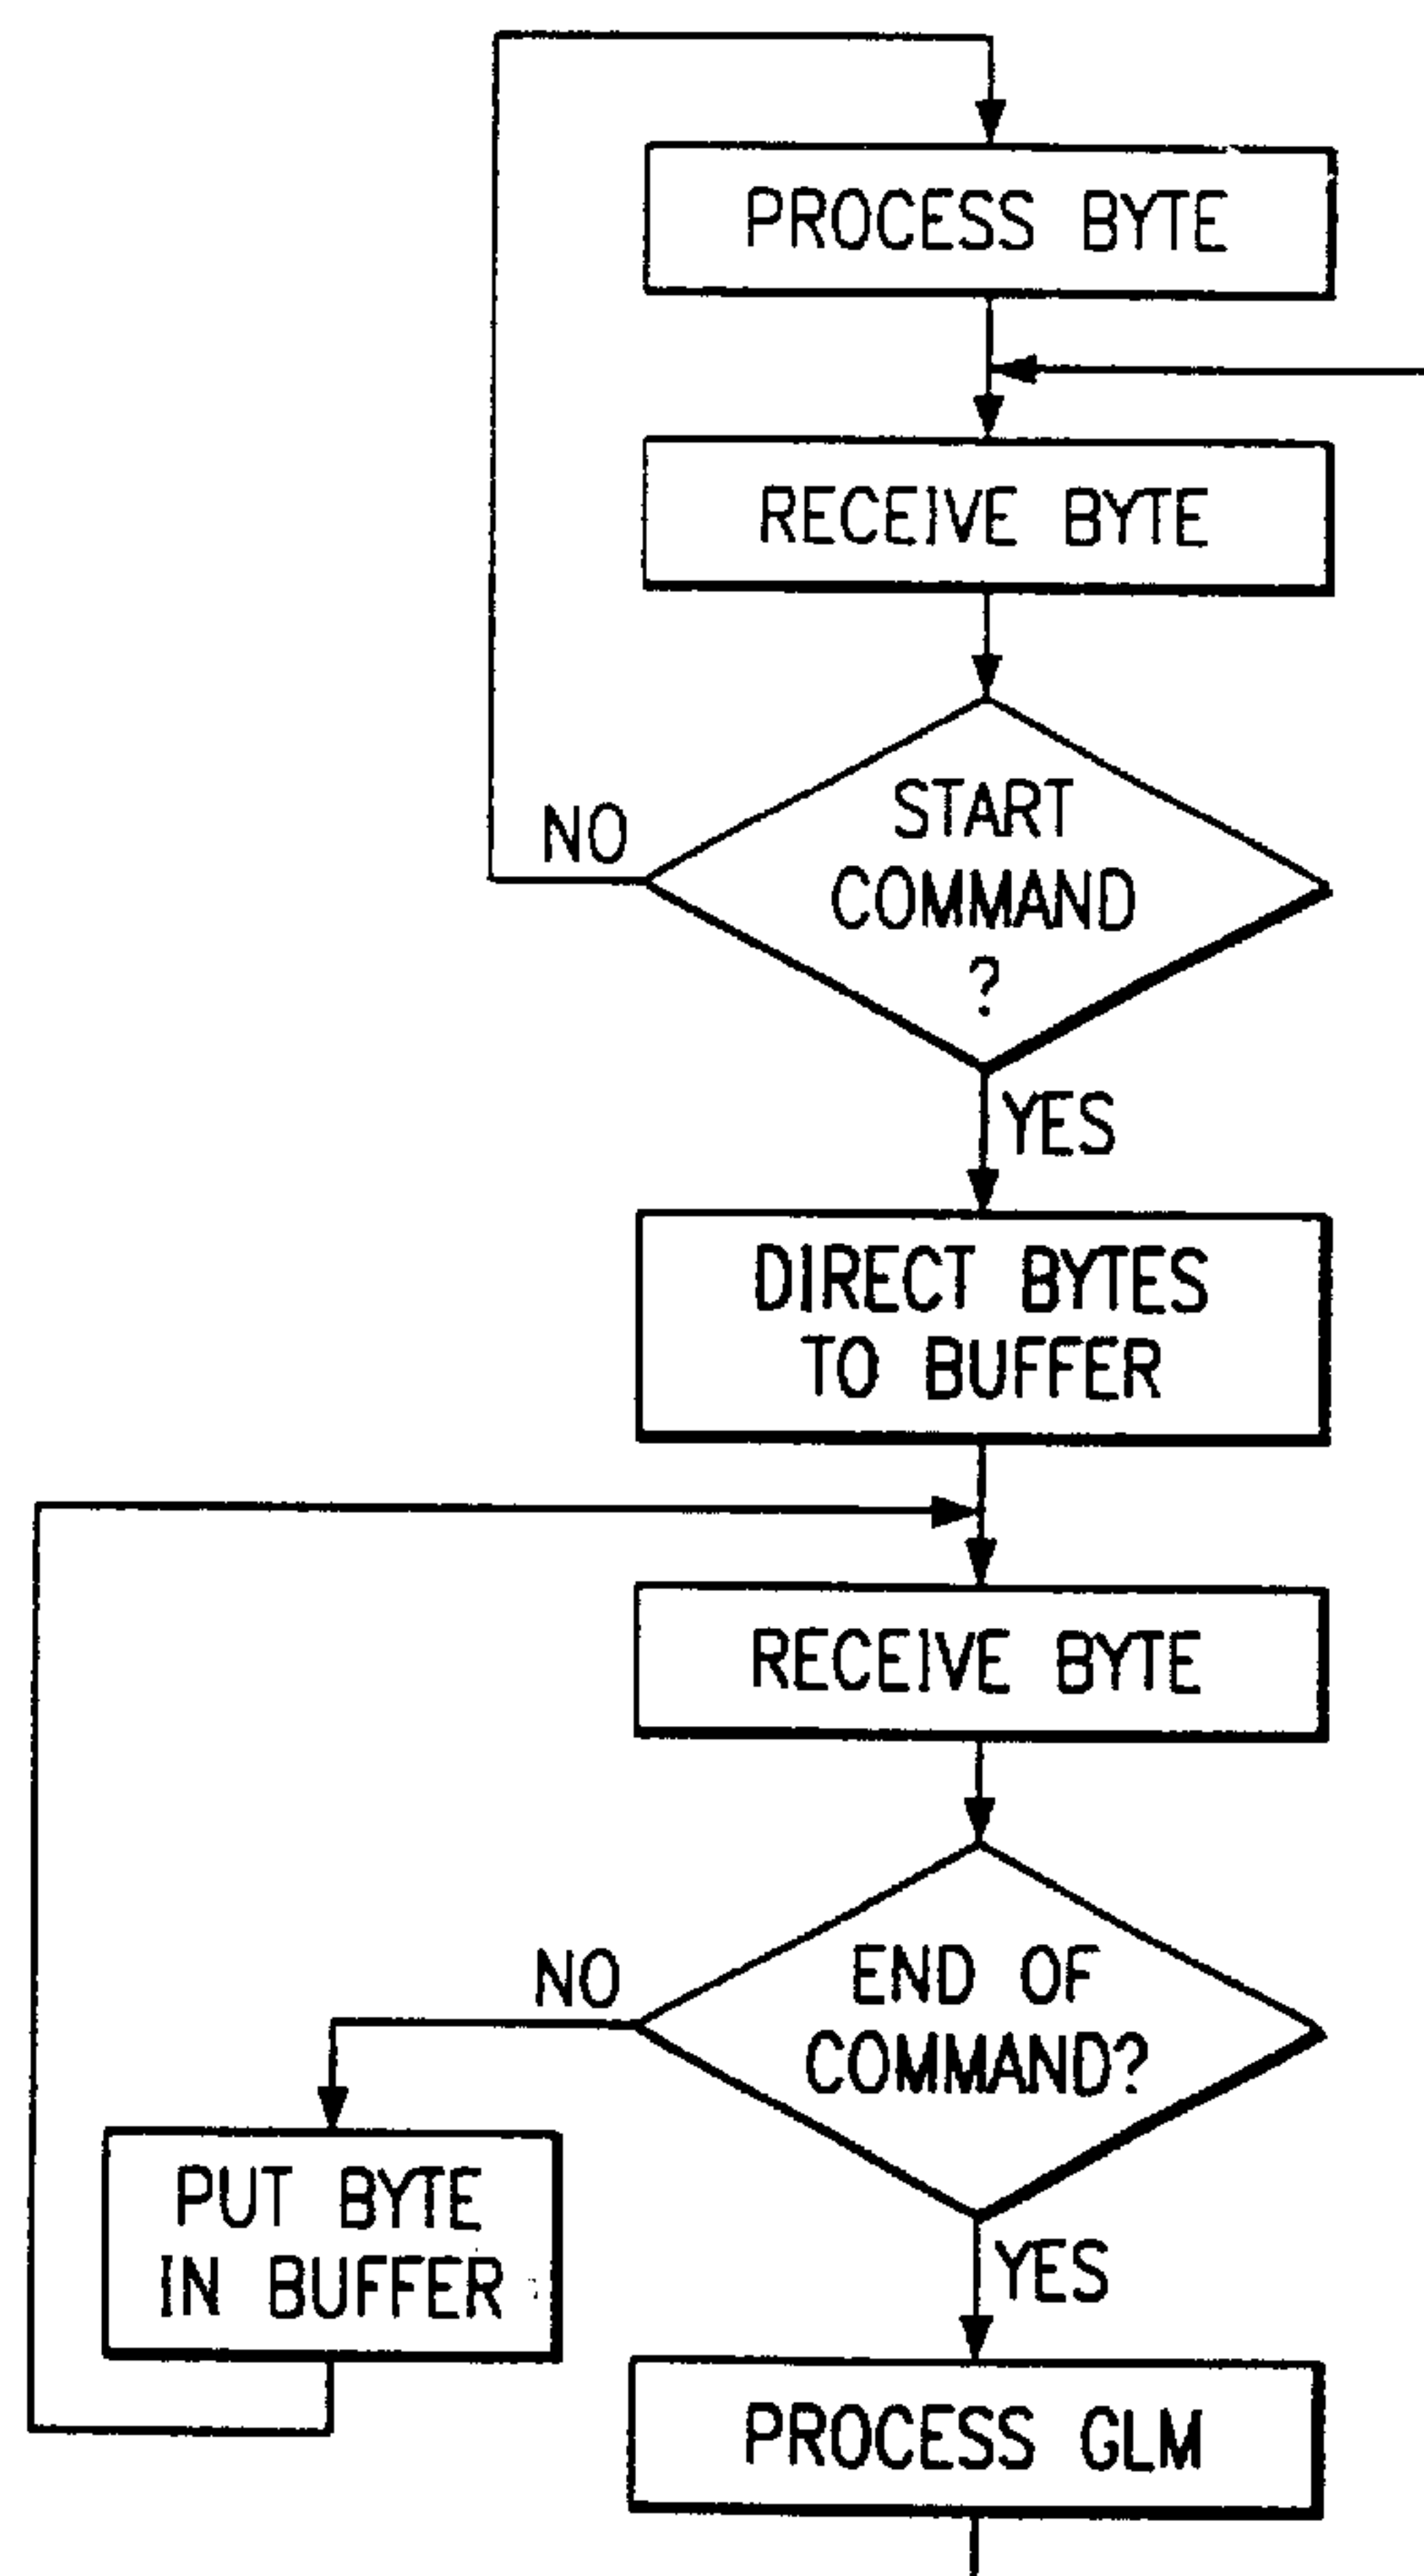 PROCESS BYTE
RECEIVE BYTE
START
COMMAND
?
NO
YES
DIRECT BYTES
TO BUFFER
RECEIVE BYTE
END OF
COMMAND?
NO
PUT BYTE
IN BUFFER
YES
PROCESS GLM